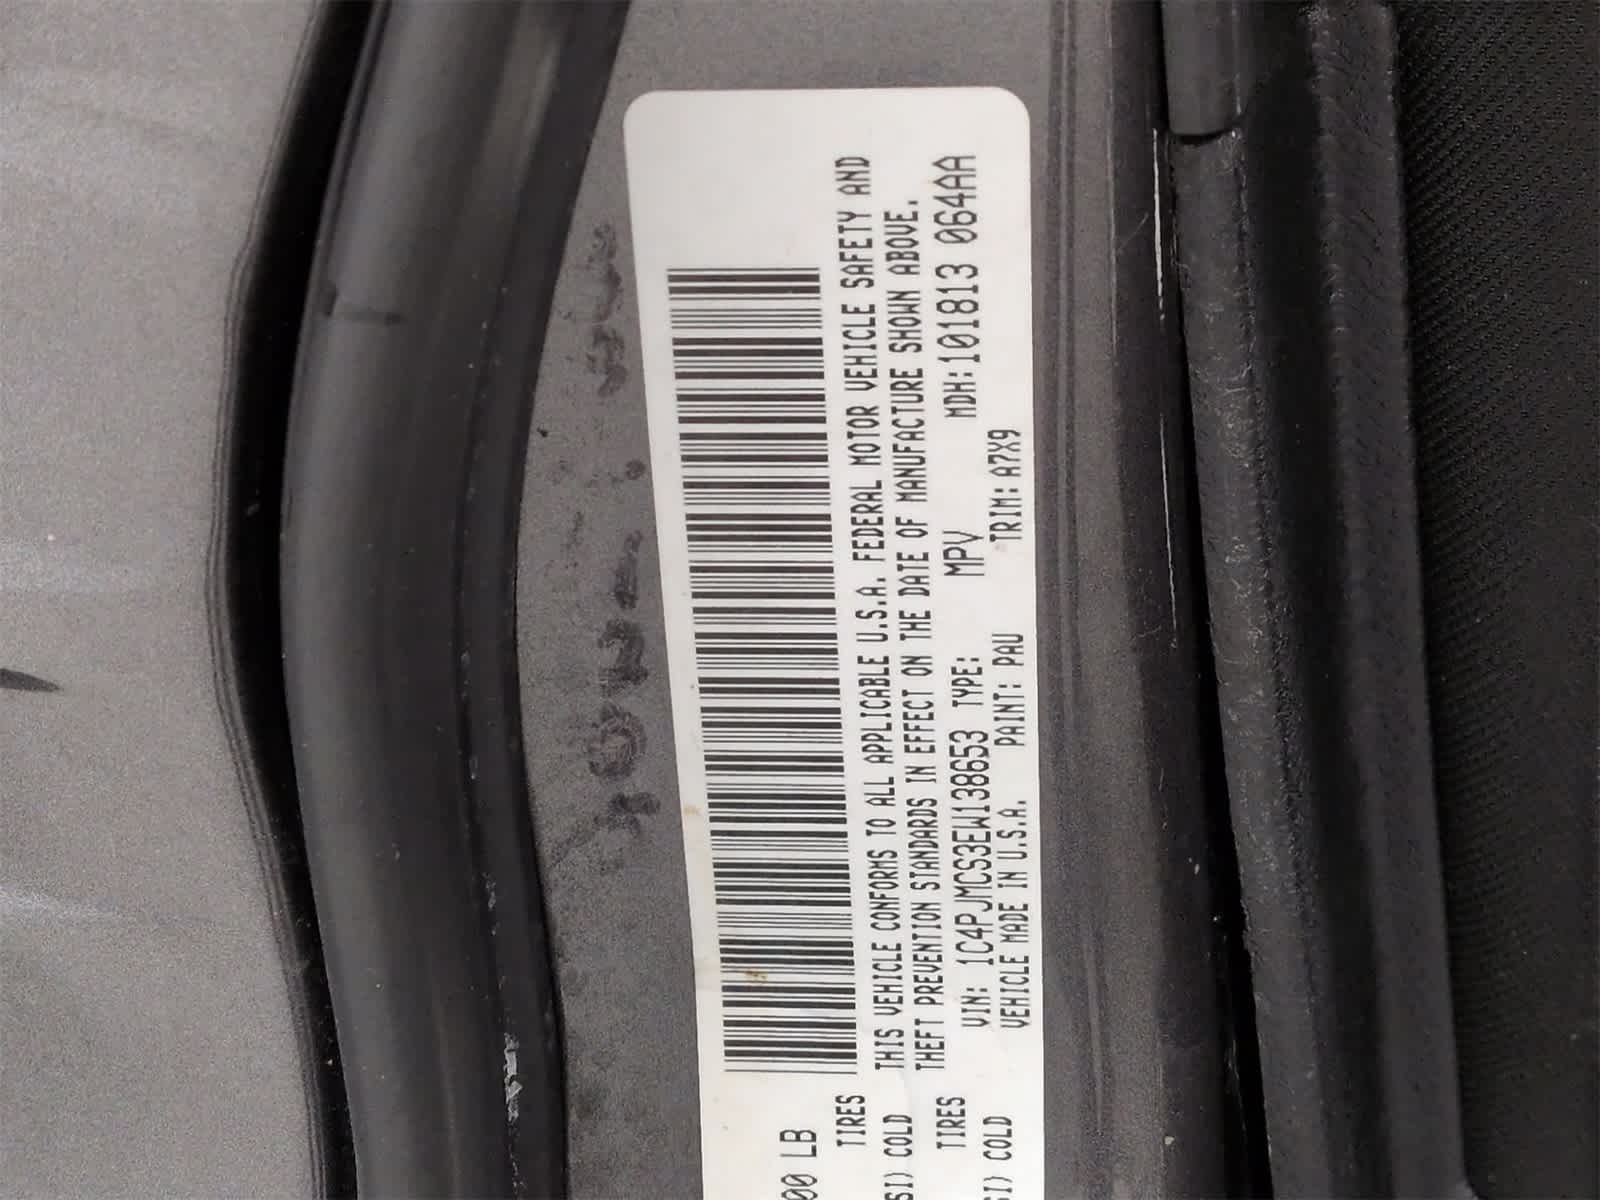 00 LB
TIRES
SI) COLD
TIRES
SI) COLD
THIS VEHICLE CONFORMS TO ALL APPLICABLE U.S.A. FEDERAL MOTOR VEHICLE SAFETY AND
THEFT PREVENTION STANDARDS IN EFFECT ON THE DATE OF MANUFACTURE SHOWN ABOVE.
VIN: 1C4PJMCS3EW138653 TYPE: MPV MDH:101813 064AA
VEHICLE MADE IN U.S.A. PAINT: PAU TRIM: A7X9